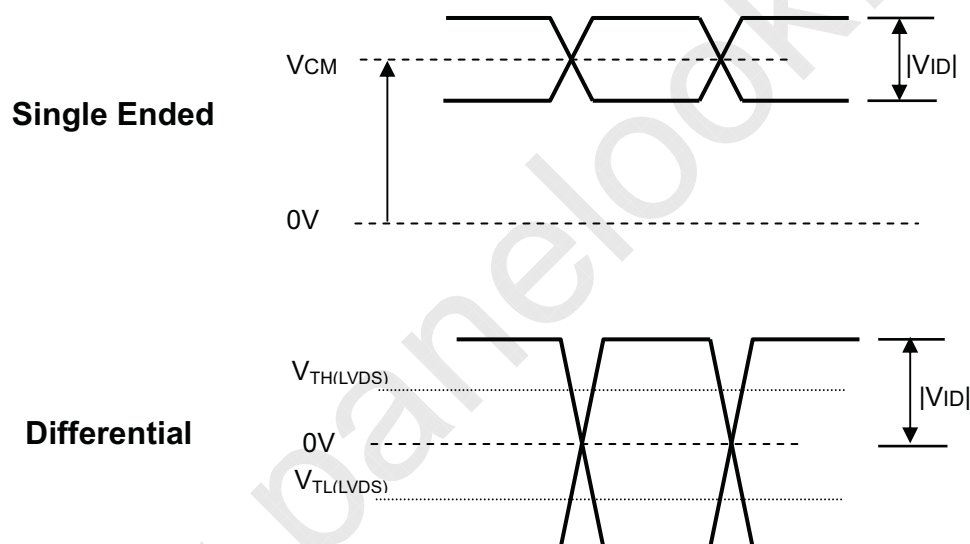 VCM
|VID|
Single Ended
0V
VTH(LVDS)
|VID|
Differential
0V
VTL(LVDS)
panelook